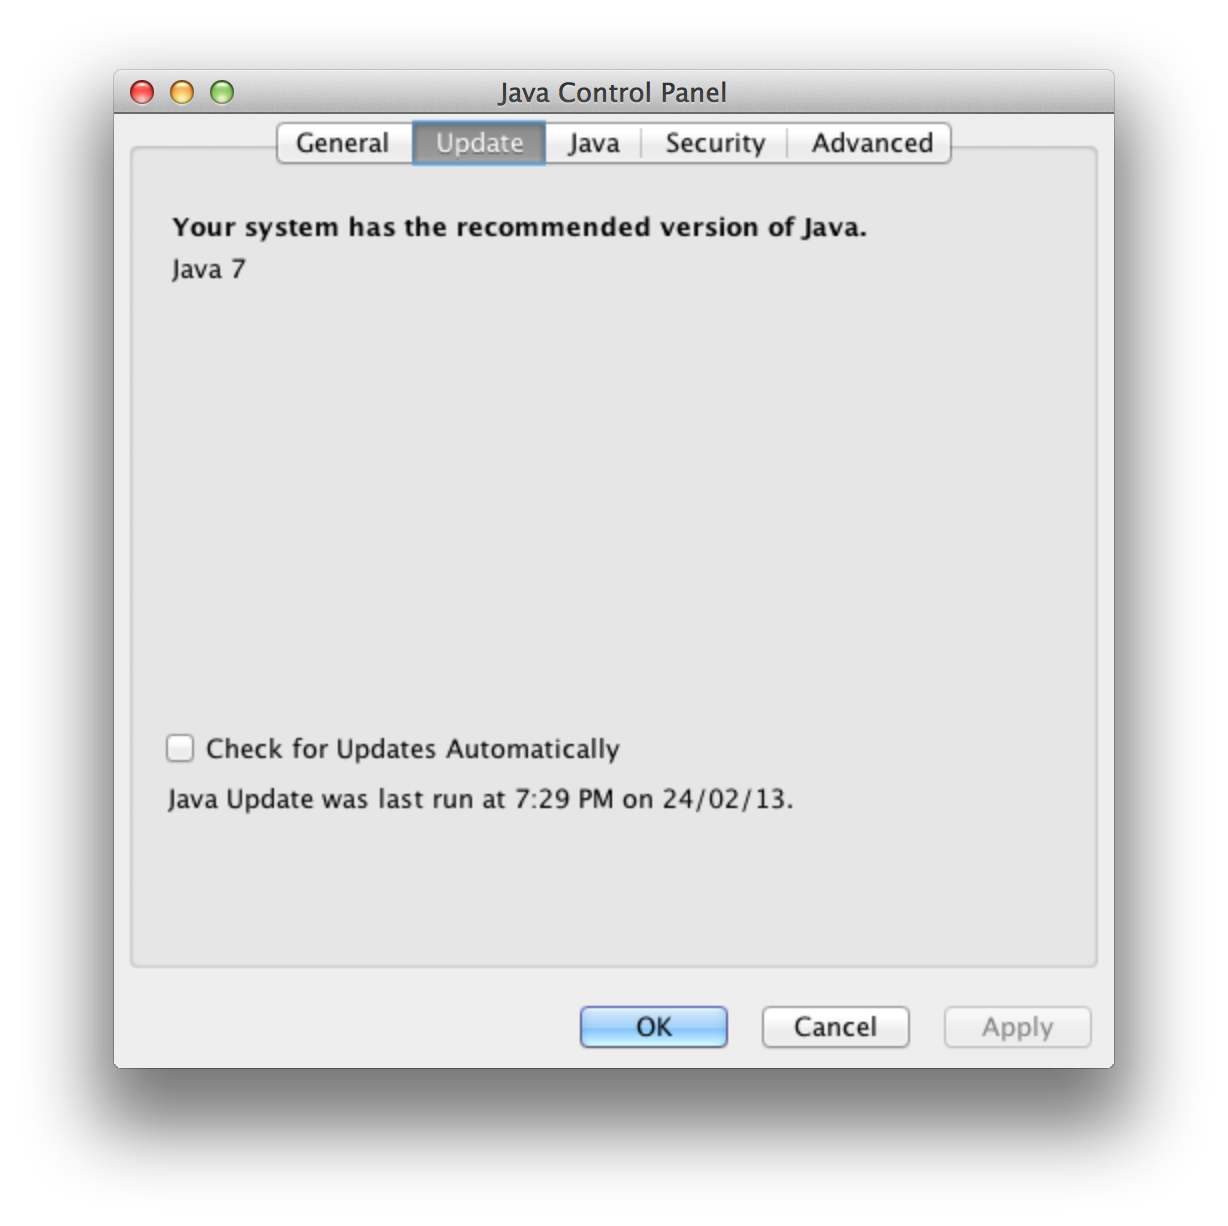 Java Control Panel
General Update Java Security Advanced
Your system has the recommended version of Java.
Java 7
Check for Updates Automatically
Java Update was last run at 7:29 PM on 24/02/13.
OK Cancel Apply